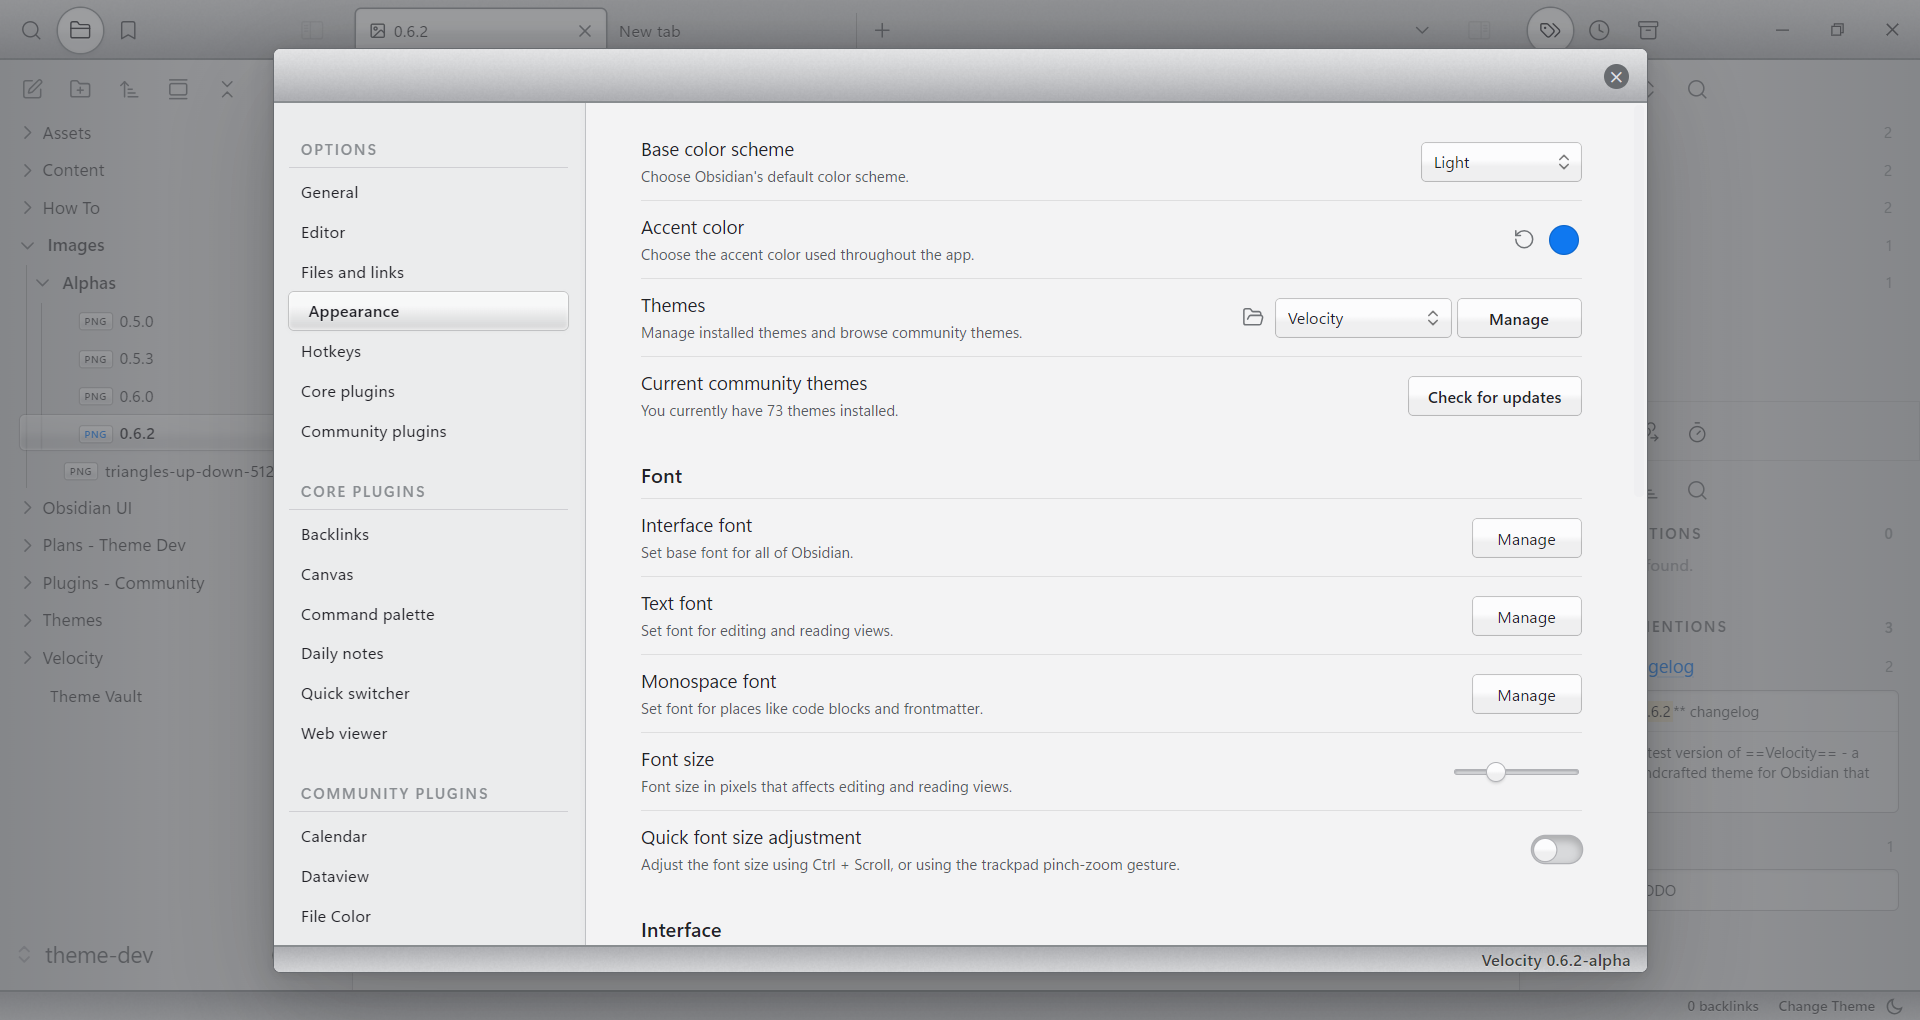 0.6.2
New tab
Assets
Content
How To
Images
Alphas
PNG 0.5.0
PNG 0.5.3
PNG 0.6.0
PNG 0.6.2
PNG triangles-up-down-512
Obsidian UI
Plans - Theme Dev
Plugins - Community
Themes
Velocity
Theme Vault
theme-dev
OPTIONS
General
Editor
Files and links
Appearance
Hotkeys
Core plugins
Community plugins
CORE PLUGINS
Backlinks
Canvas
Command palette
Daily notes
Quick switcher
Web viewer
COMMUNITY PLUGINS
Calendar
Dataview
File Color
Base color scheme
Choose Obsidian's default color scheme.
Light
Accent color
Choose the accent color used throughout the app.
Themes
Manage installed themes and browse community themes.
Velocity
Manage
Current community themes
You currently have 73 themes installed.
Check for updates
Font
Interface font
Set base font for all of Obsidian.
Manage
Text font
Set font for editing and reading views.
Manage
Monospace font
Set font for places like code blocks and frontmatter.
Manage
Font size
Font size in pixels that affects editing and reading views.
Quick font size adjustment
Adjust the font size using Ctrl + Scroll, or using the trackpad pinch-zoom gesture.
Interface
Velocity 0.6.2-alpha
2
2
2
1
1
TIONS 0
found.
ENTIONS 3
gelog 2
.6.2 ** changelog
test version of ==Velocity== - a
ndcrafted theme for Obsidian that
1
ODO
0 backlinks Change Theme